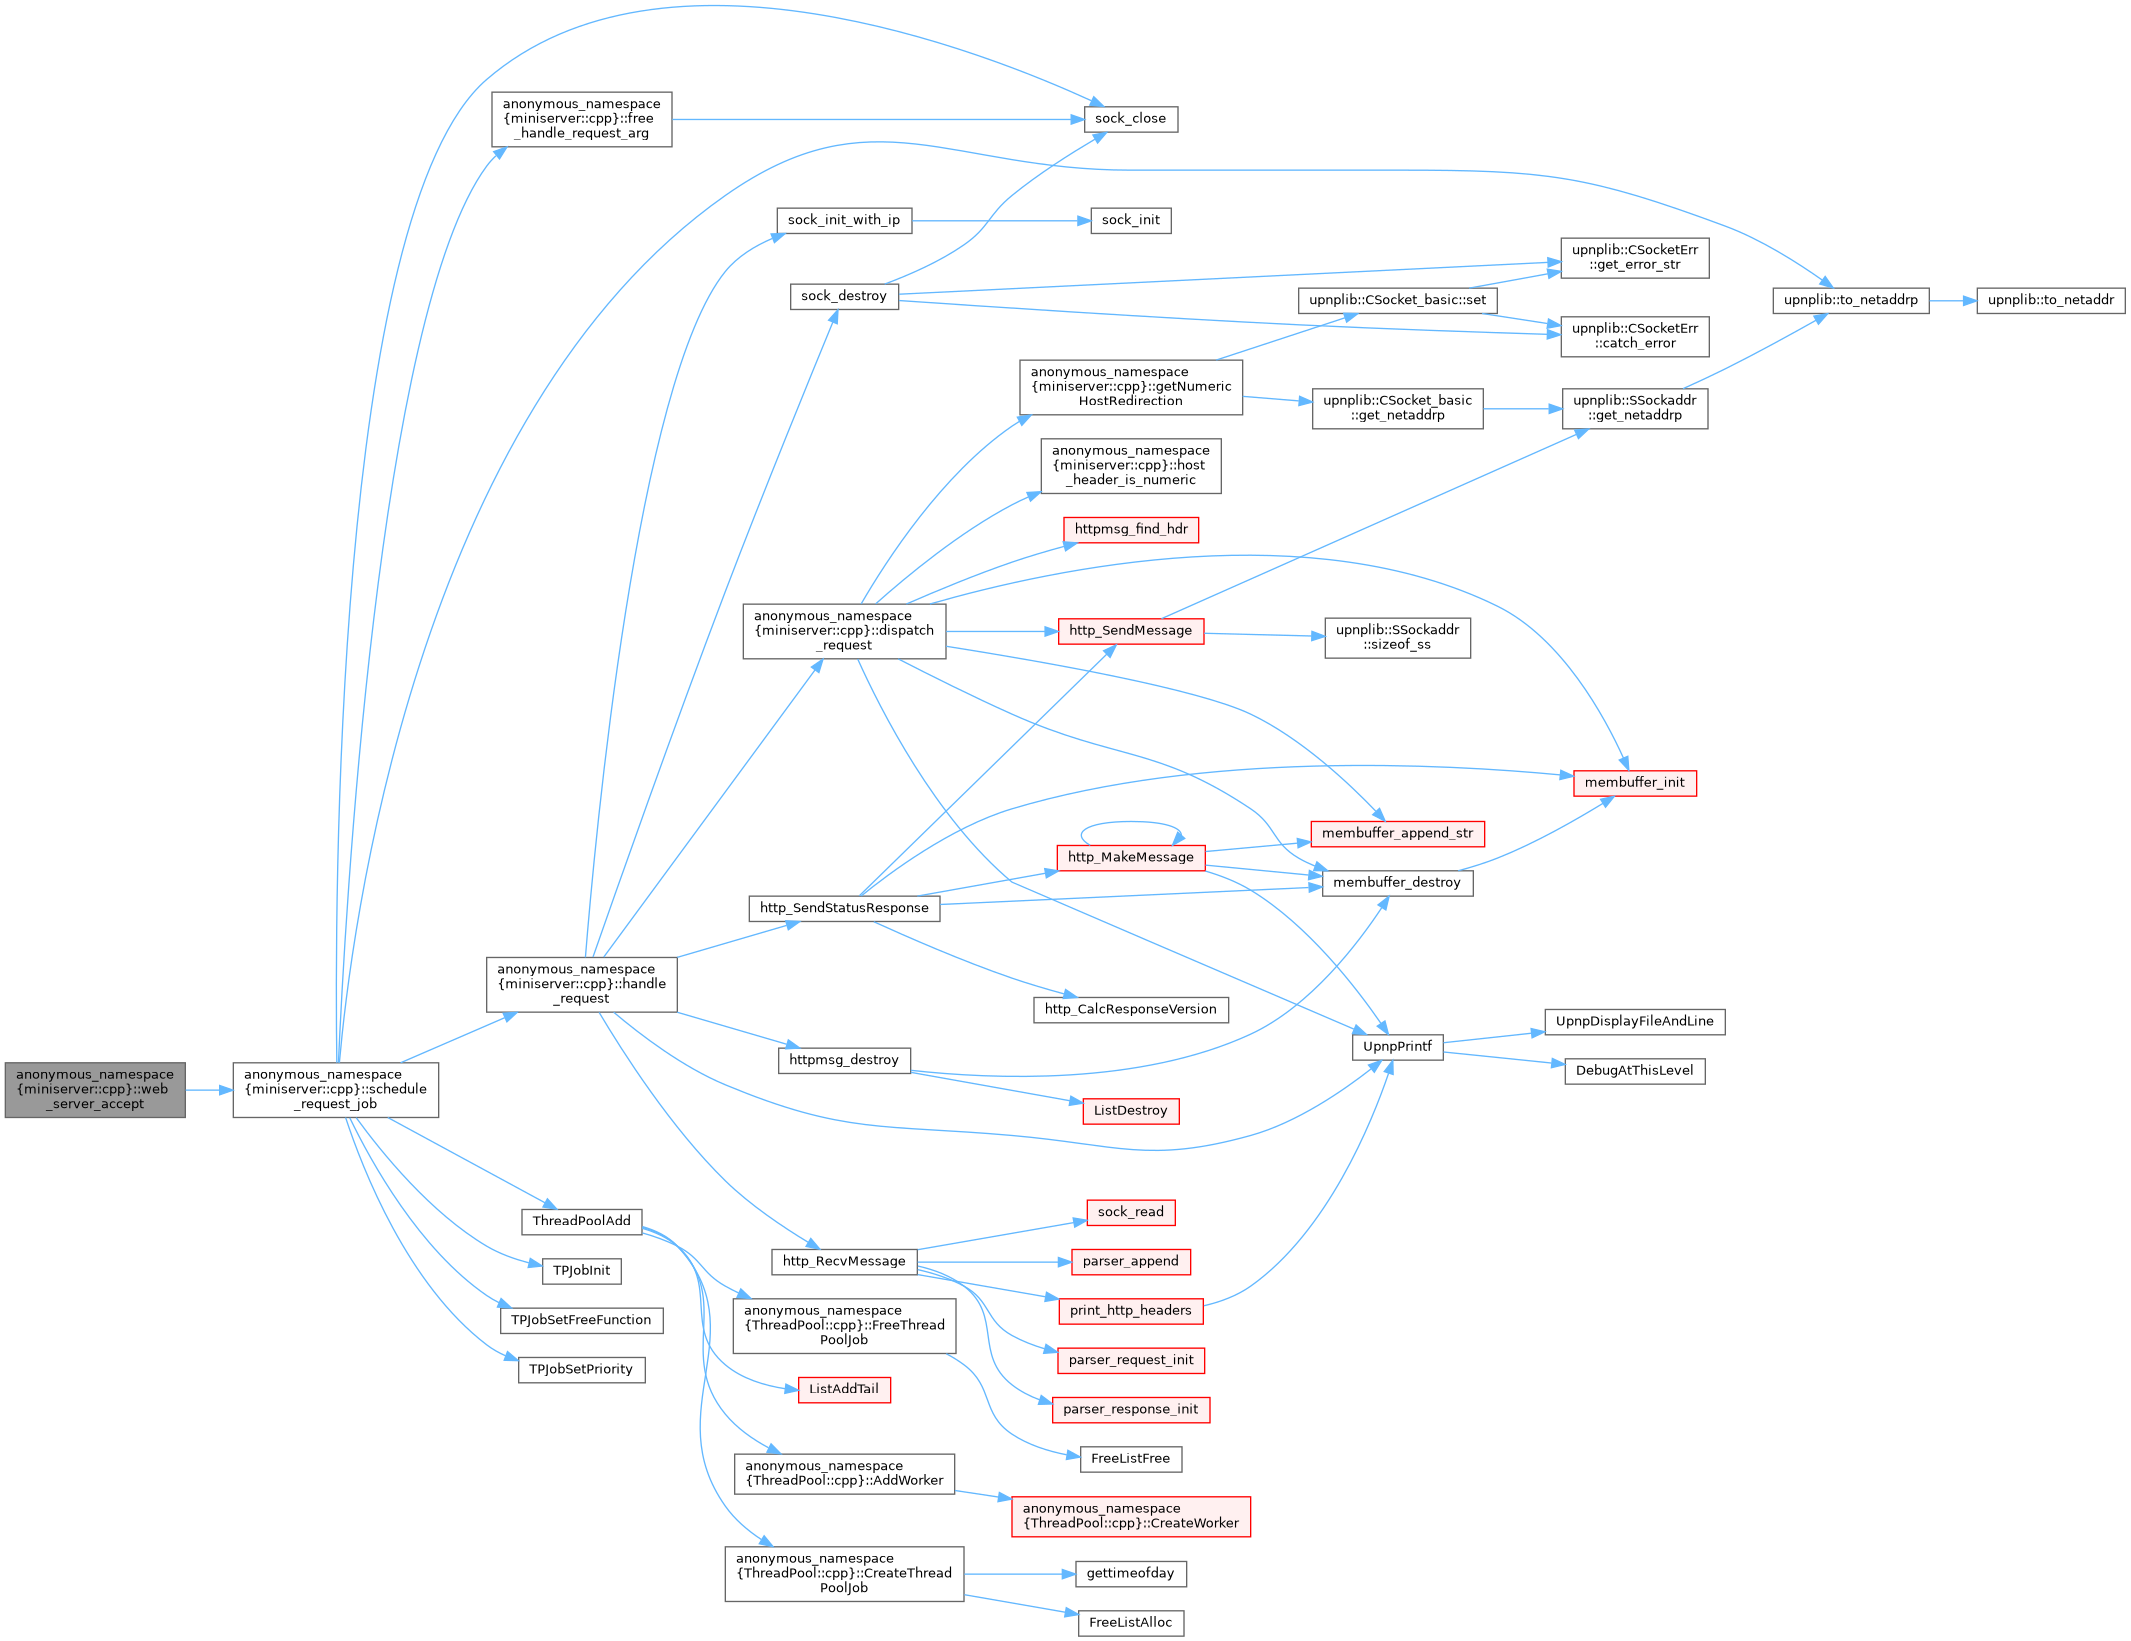 anonymous_namespace
{miniserver::cpp}::web
_server_accept
anonymous_namespace
{miniserver::cpp}::schedule
_request_job
anonymous_namespace
{miniserver::cpp}::free
_handle_request_arg
sock_close
anonymous_namespace
{miniserver::cpp}::handle
_request
sock_init_with_ip
sock_init
sock_destroy
upnplib::CSocketErr
::get_error_str
upnplib::CSocket_basic::set
upnplib::CSocketErr
::catch_error
upnplib::to_netaddrp
upnplib::to_netaddr
anonymous_namespace
{miniserver::cpp}::getNumeric
HostRedirection
upnplib::CSocket_basic
::get_netaddrp
upnplib::SSockaddr
::get_netaddrp
anonymous_namespace
{miniserver::cpp}::host
_header_is_numeric
httpmsg_find_hdr
anonymous_namespace
{miniserver::cpp}::dispatch
_request
http_SendMessage
upnplib::SSockaddr
::sizeof_ss
membuffer_init
membuffer_append_str
http_MakeMessage
membuffer_destroy
http_SendStatusResponse
http_CalcResponseVersion
UpnpPrintf
UpnpDisplayFileAndLine
DebugAtThisLevel
httpmsg_destroy
ListDestroy
ThreadPoolAdd
TPJobInit
TPJobSetFreeFunction
TPJobSetPriority
http_RecvMessage
sock_read
parser_append
print_http_headers
parser_request_init
parser_response_init
anonymous_namespace
{ThreadPool::cpp}::FreeThread
PoolJob
ListAddTail
FreeListFree
anonymous_namespace
{ThreadPool::cpp}::AddWorker
anonymous_namespace
{ThreadPool::cpp}::CreateWorker
anonymous_namespace
{ThreadPool::cpp}::CreateThread
PoolJob
gettimeofday
FreeListAlloc